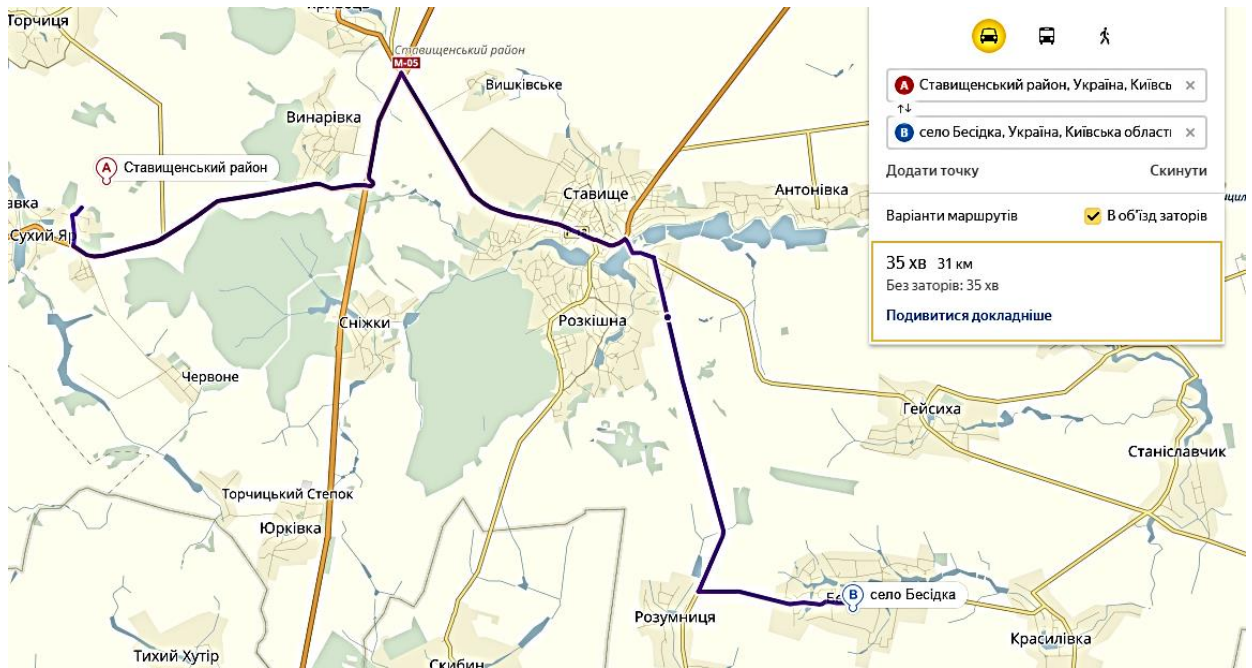 Торчиця
Ставищенський район
М-05
Вишківське
Винарівка
A Ставищенський район
Ставище
Антонівка
Сухий Яр
Розкішна
Сніжки
Червоне
Гейсиха
Станіславчик
Торчицький Степок
Юрківка
B село Бесідка
Розумниця
Красилівка
Тихий Хутір
Скибин
A Ставищенський район, Україна, Київсь ×
B село Бесідка, Україна, Київська област ×
Додати точку Скинути
Варіанти маршрутів В об'їзд заторів
35 хв 31 км
Без заторів: 35 хв
Подивитися докладніше